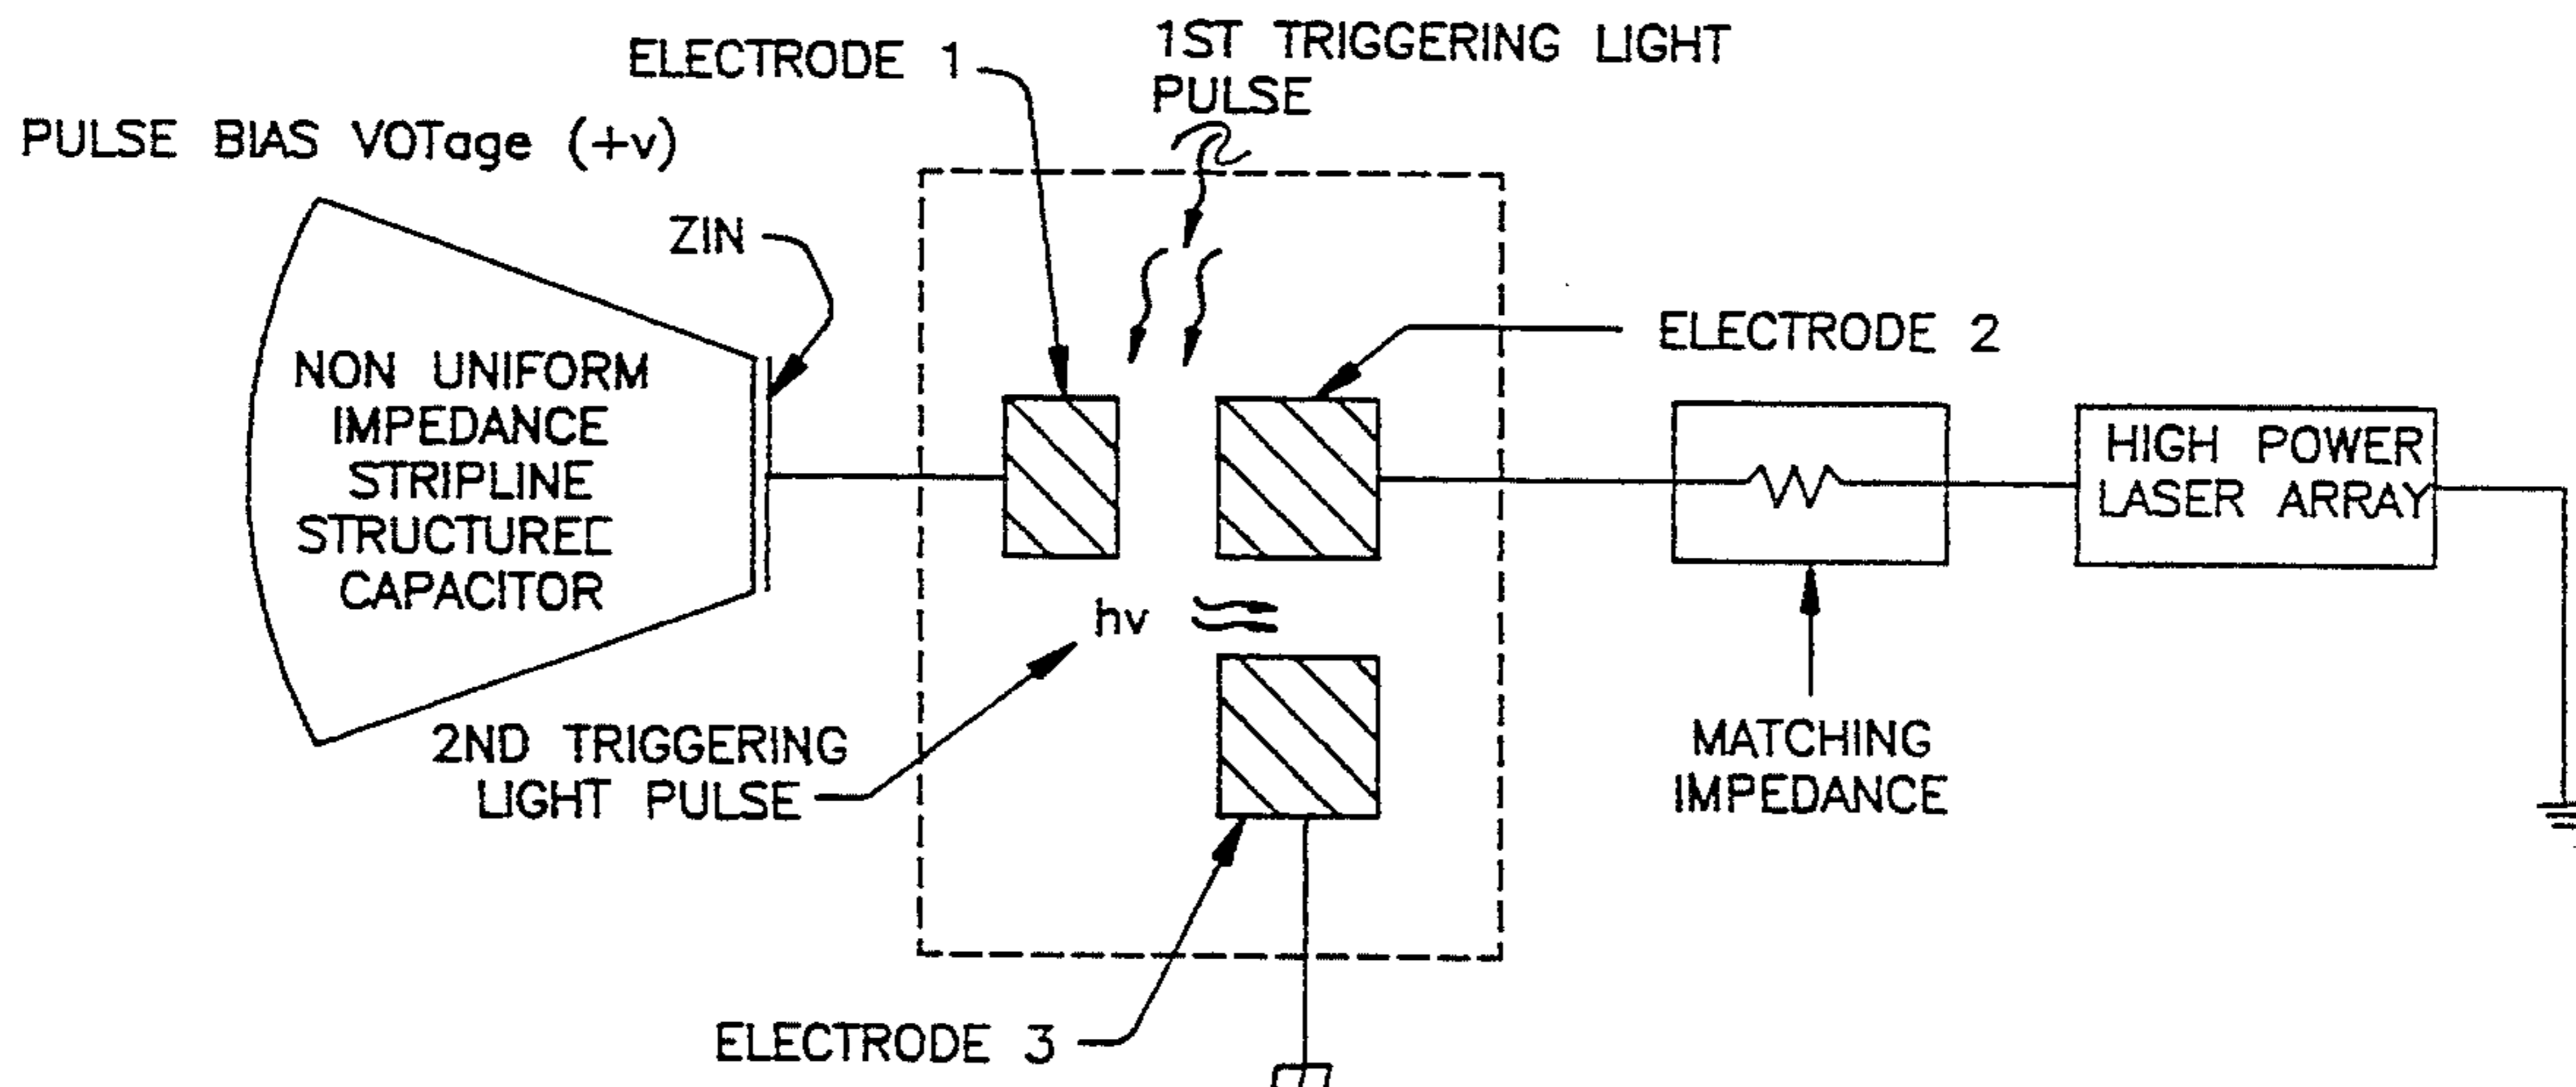 ELECTRODE 1
1ST TRIGGERING LIGHT
PULSE
PULSE BIAS VOTage (+v)
ZIN
NON UNIFORM
IMPEDANCE
STRIPLINE
STRUCTURED
CAPACITOR
ELECTRODE 2
HIGH POWER
LASER ARRAY
hv
2ND TRIGGERING
LIGHT PULSE
MATCHING
IMPEDANCE
ELECTRODE 3